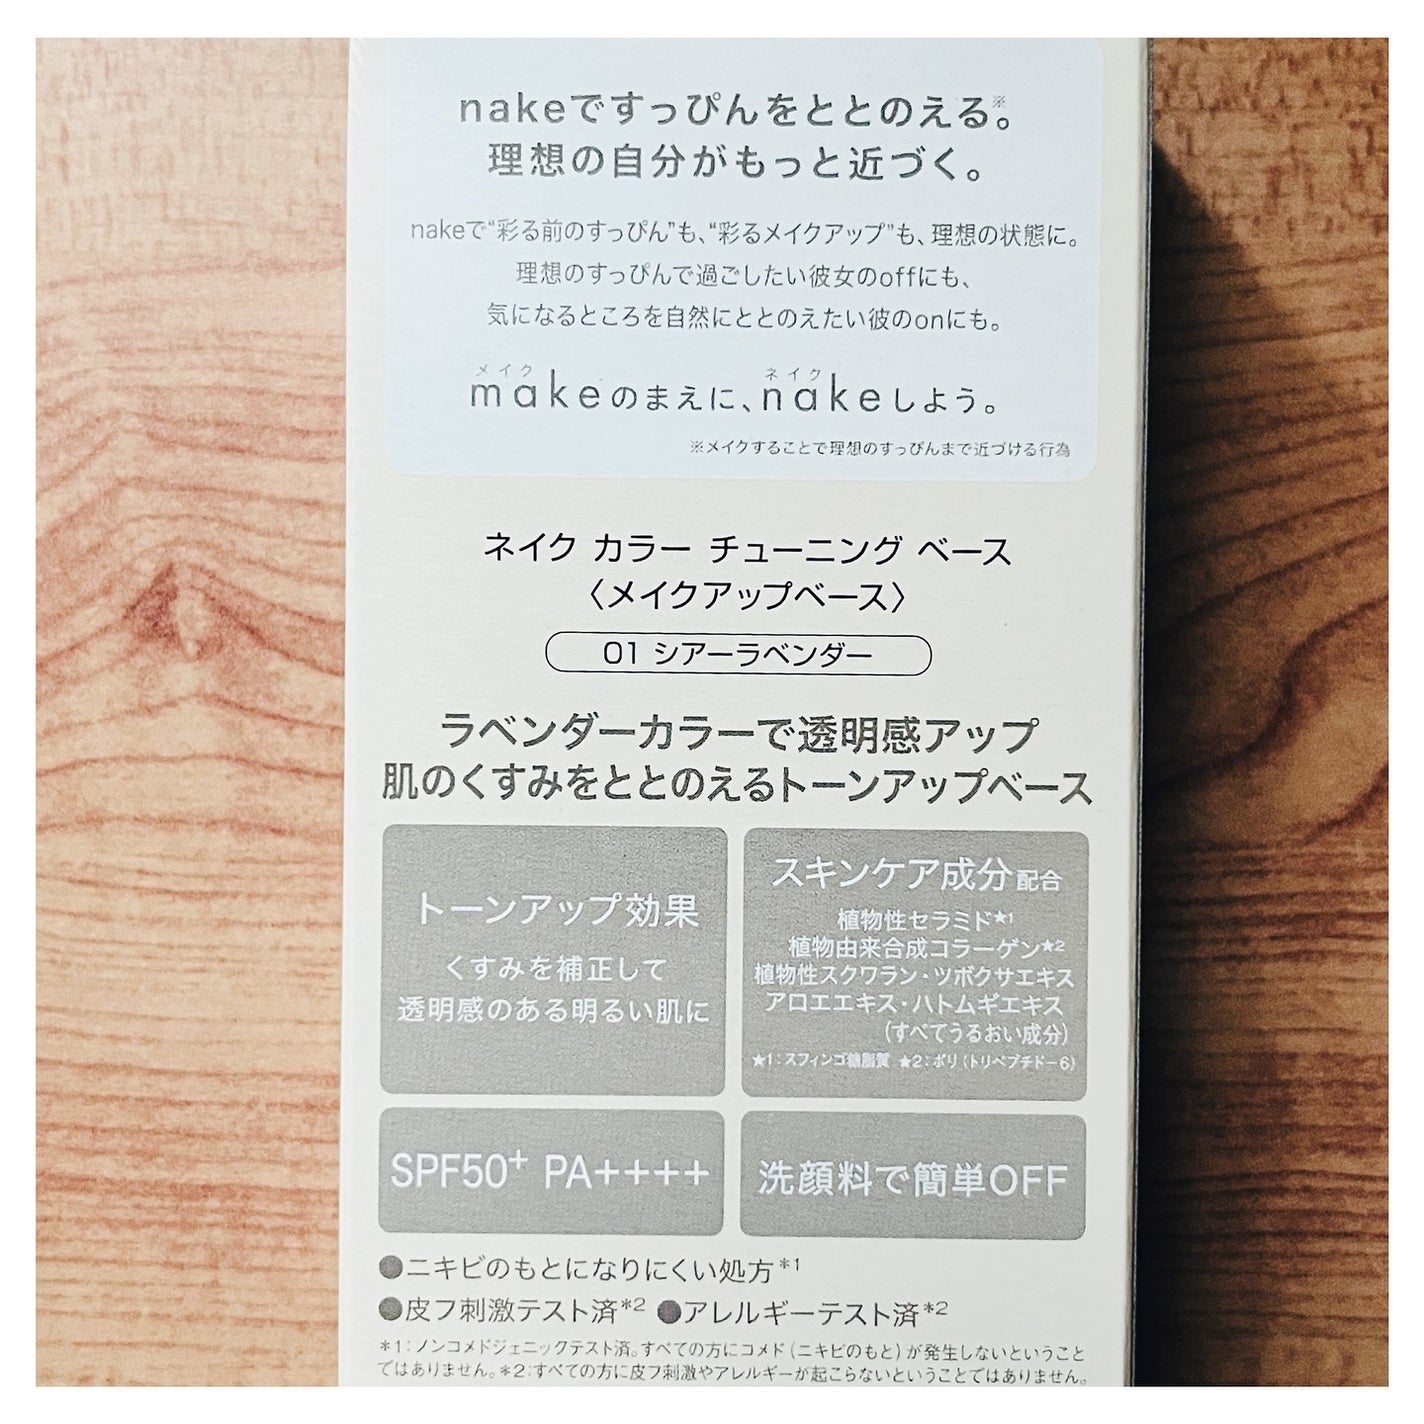 nakeですっぴんをととのえる※。
理想の自分がもっと近づく。
nakeで“彩る前のすっぴん”も、“彩るメイクアップ”も、理想の状態に。
理想のすっぴんで過ごしたい彼女のoffにも、
気になるところを自然にととのえたい彼のonにも。
メイク ネイク
makeのまえに、nakeしよう。
※メイクすることで理想のすっぴんまで近づける行為
ネイク カラー チューニング ベース
〈メイクアップベース〉
01 シアーラベンダー
ラベンダーカラーで透明感アップ
肌のくすみをととのえるトーンアップベース
トーンアップ効果
くすみを補正して
透明感のある明るい肌に
スキンケア成分配合
植物性セラミド★1
植物由来合成コラーゲン★2
植物性スクワラン・ツボクサエキス
アロエエキス・ハトムギエキス
(すべてうるおい成分)
★1:スフィンゴ糖脂質 ★2:ポリ(トリペプチド-6)
SPF50+ PA++++
洗顔料で簡単OFF
●ニキビのもとになりにくい処方*1
●皮フ刺激テスト済*2 ●アレルギーテスト済*2
*1:ノンコメドジェニックテスト済。すべての方にコメド(ニキビのもと)が発生しないということ
ではありません。*2:すべての方に皮フ刺激やアレルギーが起こらないということではありません。